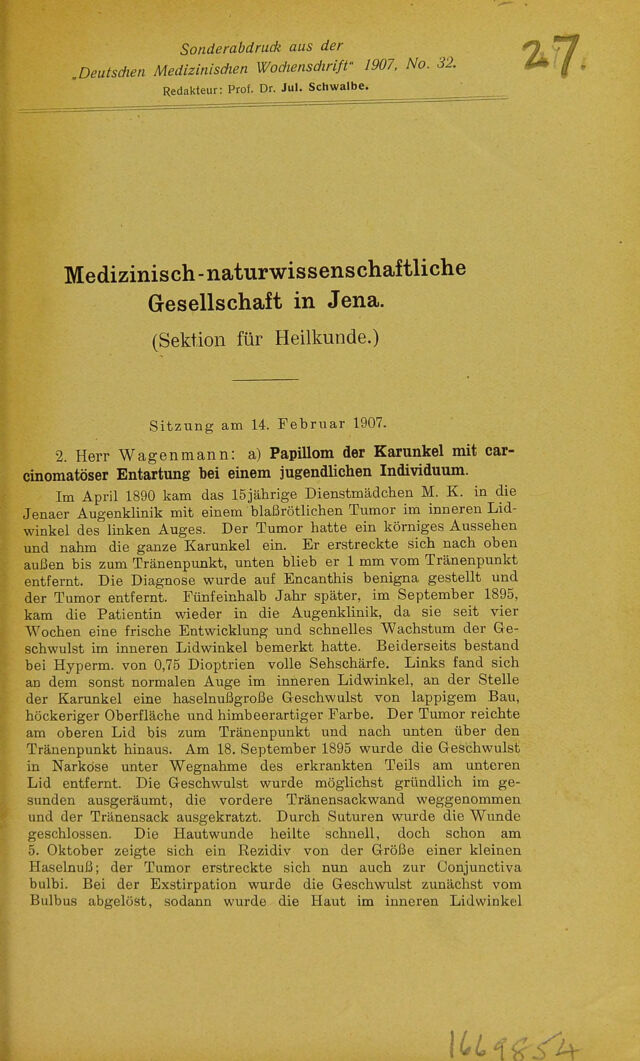 Sonderabdruck aus der
„Deutschen Medizinischen Wochenschrift“ 1907, No. 32.
Redakteur: Prof. Dr. Jul. Schwalbe.
27.
Medizinisch-naturwissenschaftliche
Gesellschaft in Jena.
(Sektion für Heilkunde.)
Sitzung am 14. Februar 1907.
2. Herr Wagenmann: a) Papillom der Karunkel mit car-
cinomatöser Entartung bei einem jugendlichen Individuum.
Im April 1890 kam das 15jährige Dienstmädchen M. K. in die
Jenaer Augenklinik mit einem blaßrötlichen Tumor im inneren Lid-
winkel des linken Auges. Der Tumor hatte ein körniges Aussehen
und nahm die ganze Karunkel ein. Er erstreckte sich nach oben
außen bis zum Tränenpunkt, unten blieb er 1 mm vom Tränenpunkt
entfernt. Die Diagnose wurde auf Encanthis benigna gestellt und
der Tumor entfernt. Fünfeinhalb Jahr später, im September 1895,
kam die Patientin wieder in die Augenklinik, da sie seit vier
Wochen eine frische Entwicklung und schnelles Wachstum der Ge-
schwulst im inneren Lidwinkel bemerkt hatte. Beiderseits bestand
bei Hyperm. von 0,75 Dioptrien volle Sehschärfe. Links fand sich
an dem sonst normalen Auge im inneren Lidwinkel, an der Stelle
der Karunkel eine haselnußgroße Geschwulst von lappigem Bau,
höckeriger Oberfläche und himbeerartiger Farbe. Der Tumor reichte
am oberen Lid bis zum Tränenpunkt und nach unten über den
Tränenpunkt hinaus. Am 18. September 1895 wurde die Geschwulst
in Narkose unter Wegnahme des erkrankten Teils am unteren
Lid entfernt. Die Geschwulst wurde möglichst gründlich im ge-
sunden ausgeräumt, die vordere Tränensackwand weggenommen
und der Tränensack ausgekratzt. Durch Suturen wurde die Wunde
geschlossen. Die Hautwunde heilte schnell, doch schon am
5. Oktober zeigte sich ein Rezidiv von der Größe einer kleinen
Haselnuß; der Tumor erstreckte sich nun auch zur Conjunctiva
bulbi. Bei der Exstirpation wurde die Geschwulst zunächst vom
Bulbus abgelöst, sodann wurde die Haut im inneren Lidwinkel
1669854